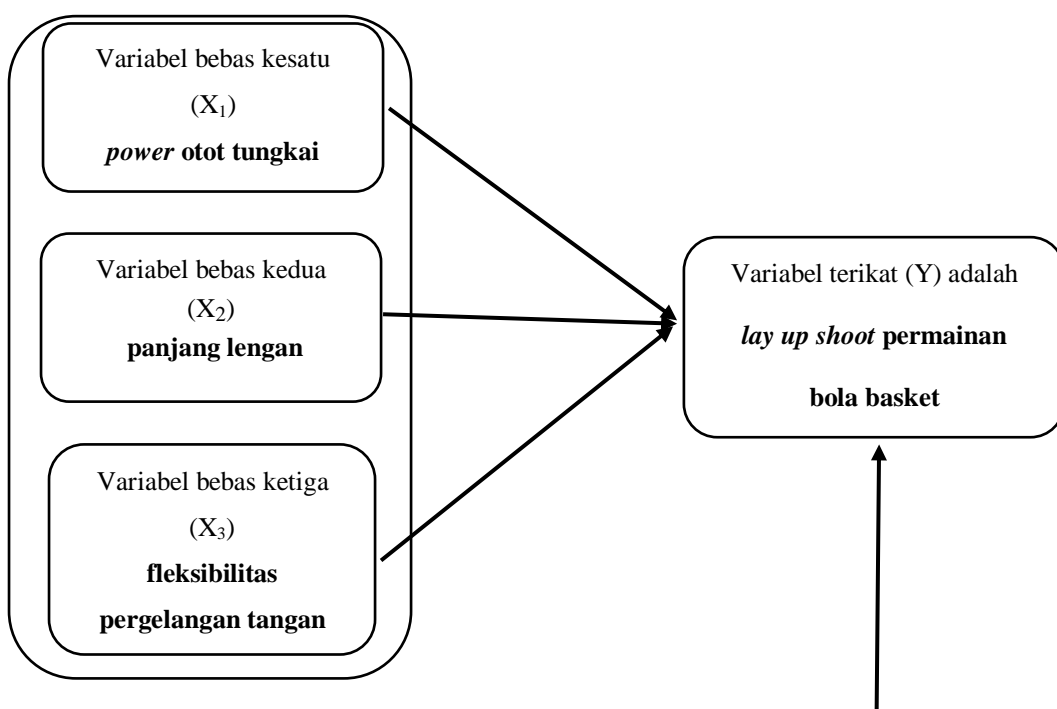 Variabel bebas kesatu
(X₁)
power otot tungkai
Variabel bebas kedua
(X₂)
panjang lengan
Variabel bebas ketiga
(X₃)
fleksibilitas
pergelangan tangan
Variabel terikat (Y) adalah
lay up shoot permainan
bola basket